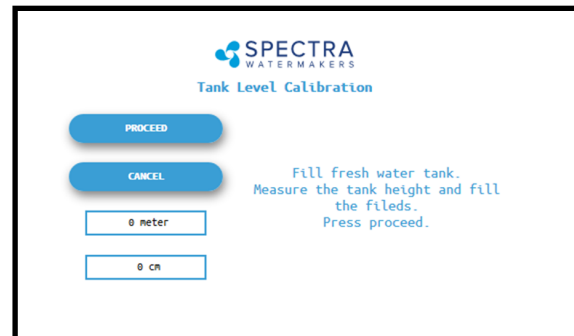 SPECTRA
WATERMAKERS
Tank Level Calibration
PROCEED
CANCEL
0 meter
0 cm
Fill fresh water tank.
Measure the tank height and fill
the fileds.
Press proceed.